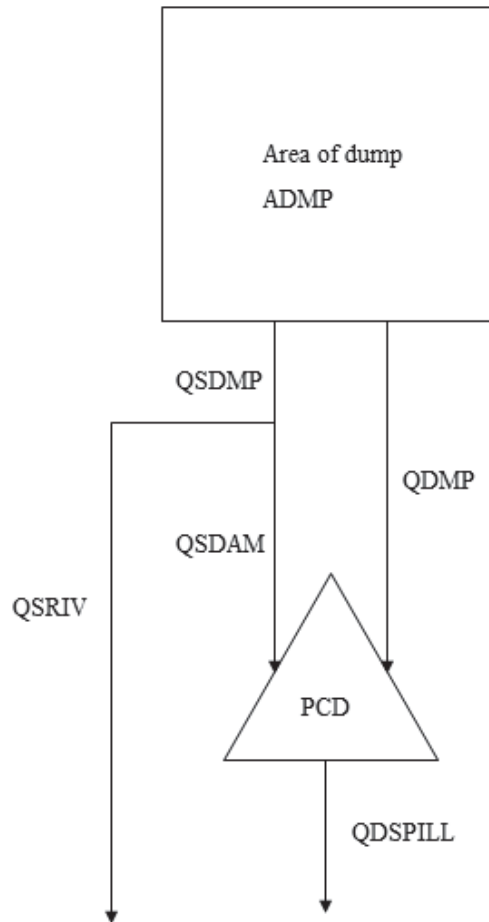 Area of dump
ADMP
QSDMP
QDMP
QSDAM
QSRIV
PCD
QDSPILL